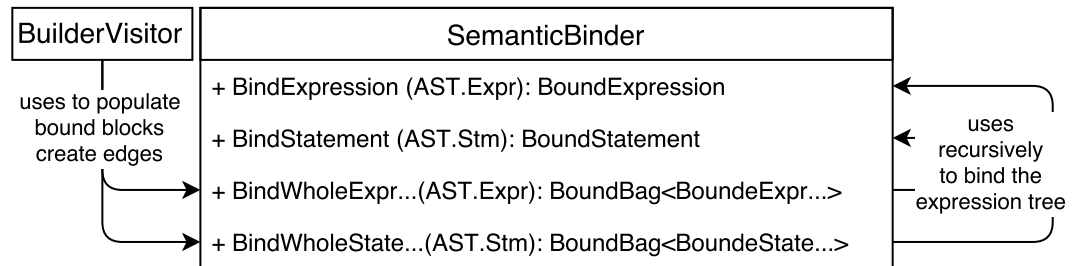 BuilderVisitor
SemanticBinder
uses to populate
bound blocks
create edges
+ BindExpression (AST.Expr): BoundExpression
+ BindStatement (AST.Stm): BoundStatement
+ BindWholeExpr...(AST.Expr): BoundBag<BoundeExpr...>
+ BindWholeState...(AST.Stm): BoundBag<BoundeState...>
uses
recursively
to bind the
expression tree